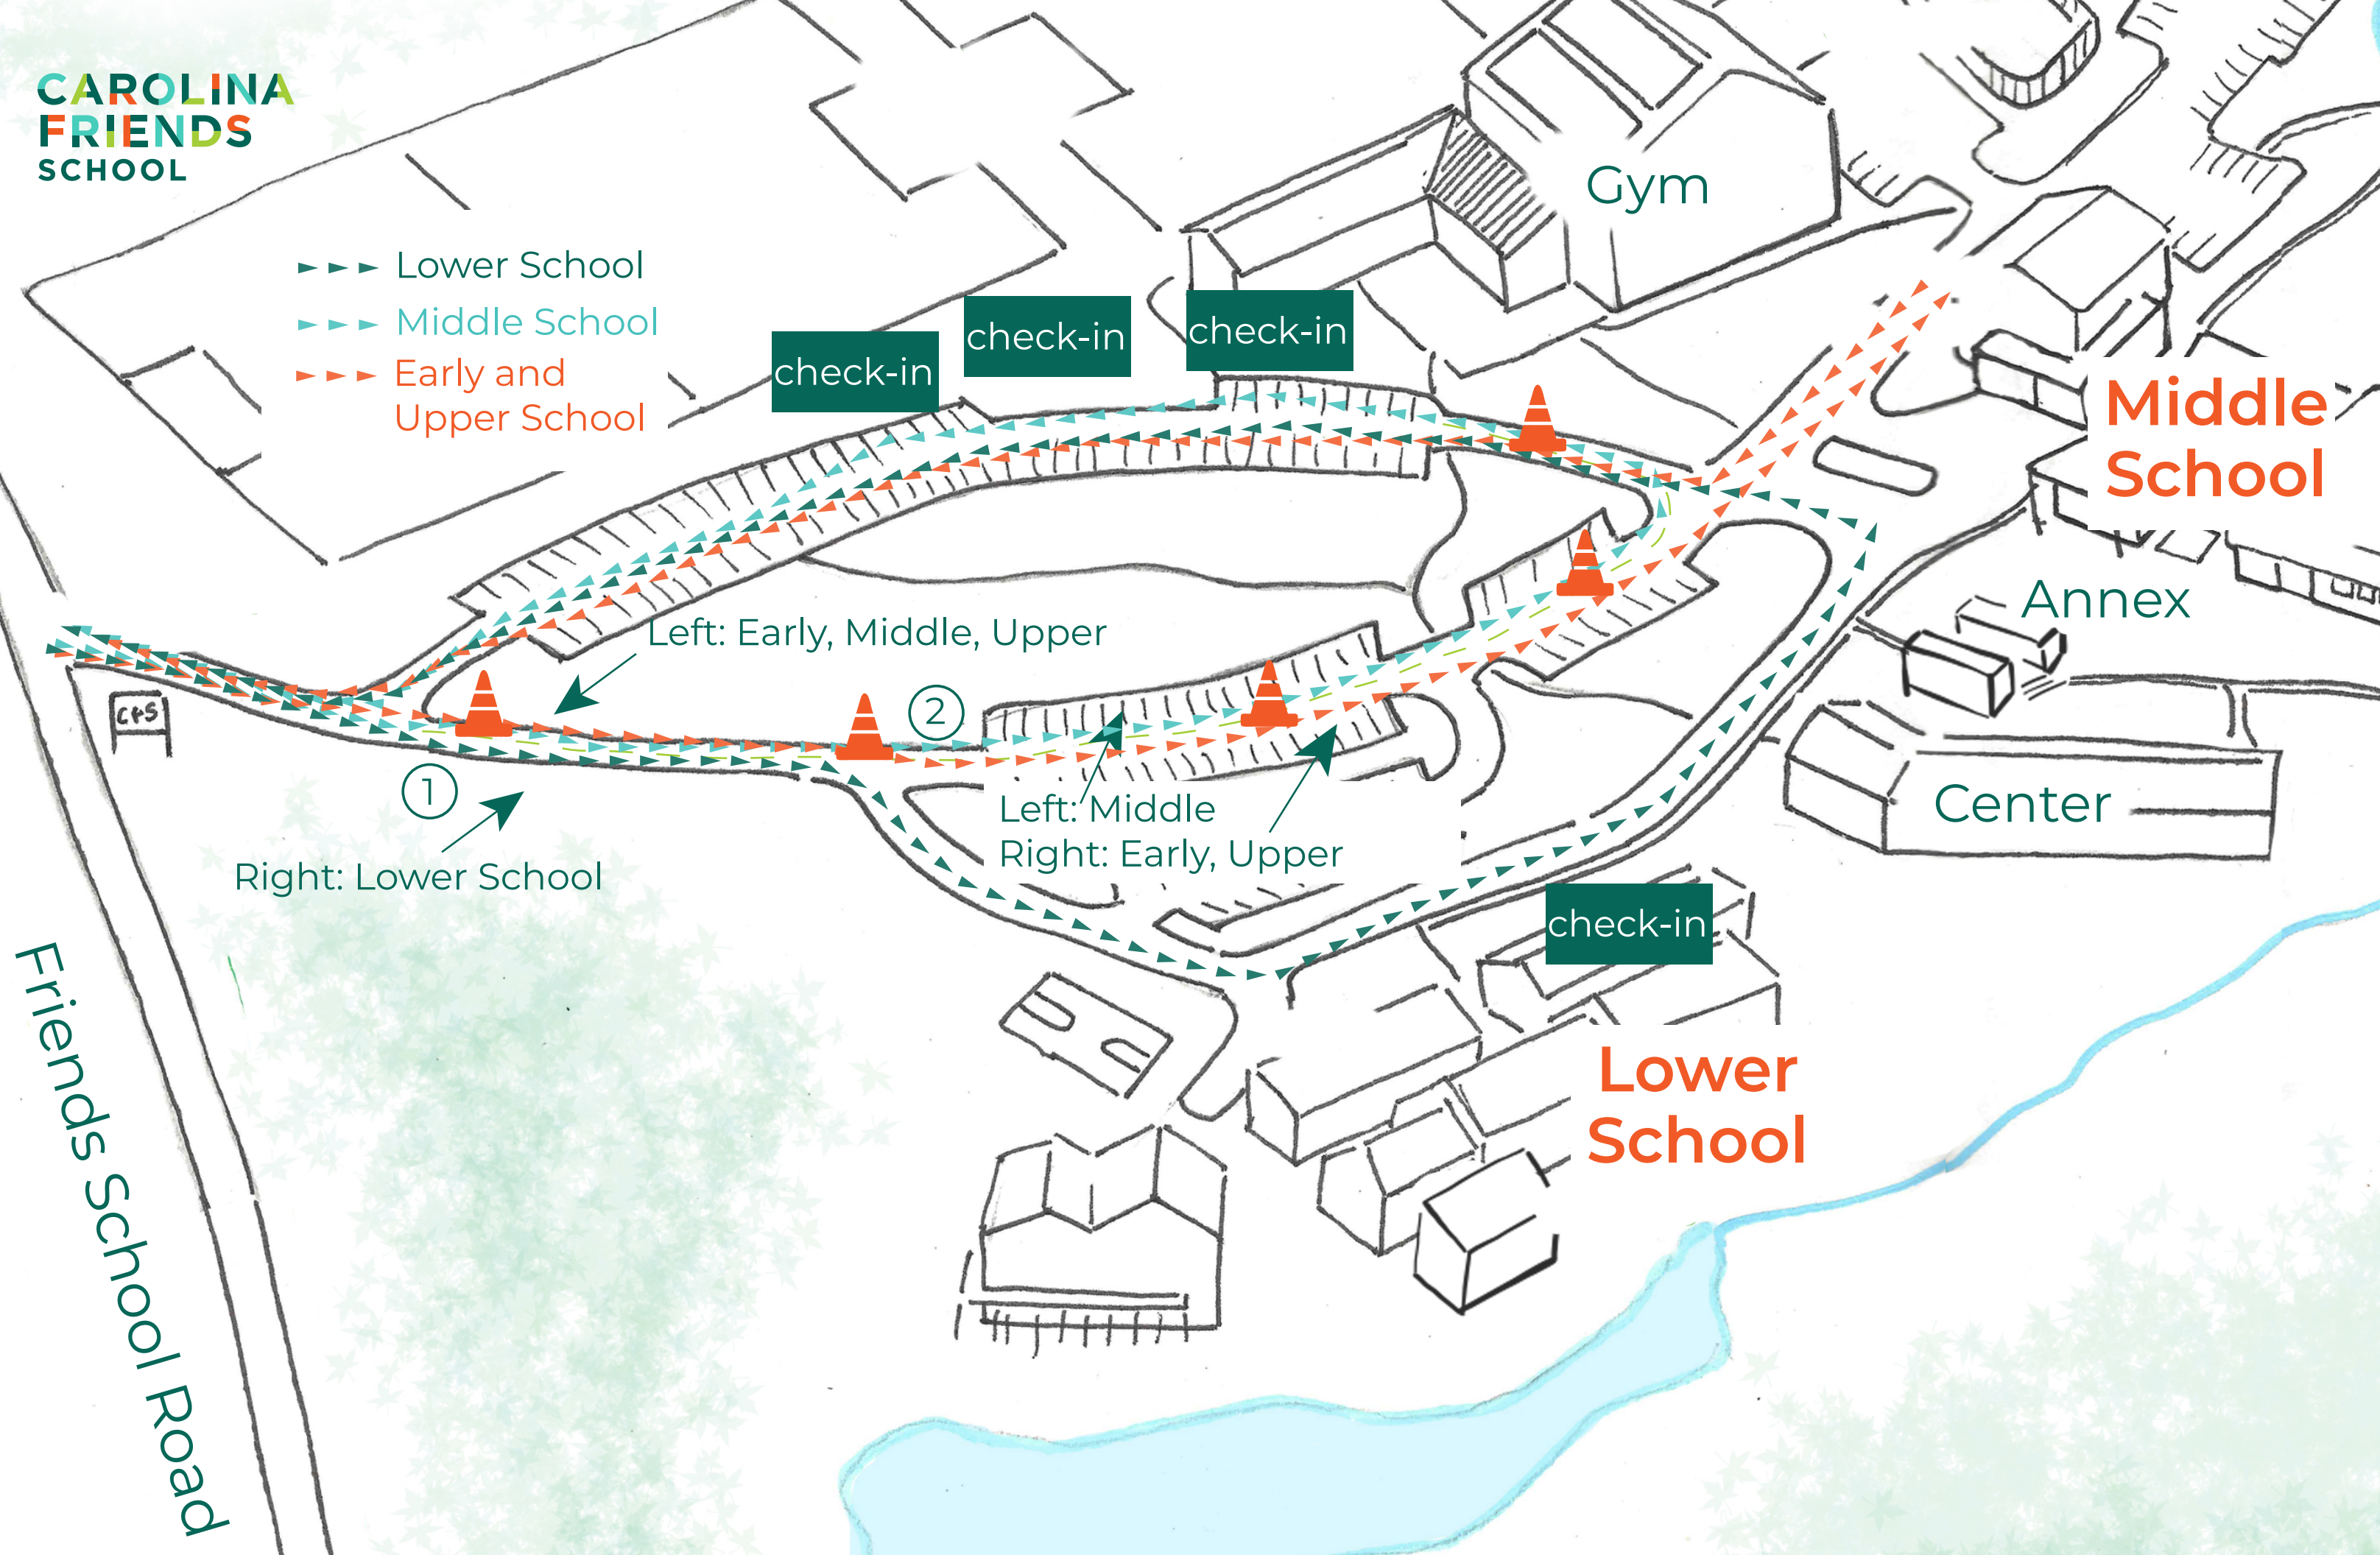 CAROLINA
FRIENDS
SCHOOL
Gym
Lower School
Middle School
Early and
Upper School
check-in
check-in
check-in
Middle
School
Left: Early, Middle, Upper
Annex
CFS
2
1
Left: Middle
Right: Early, Upper
Center
Right: Lower School
check-in
Friends School Road
Lower
School